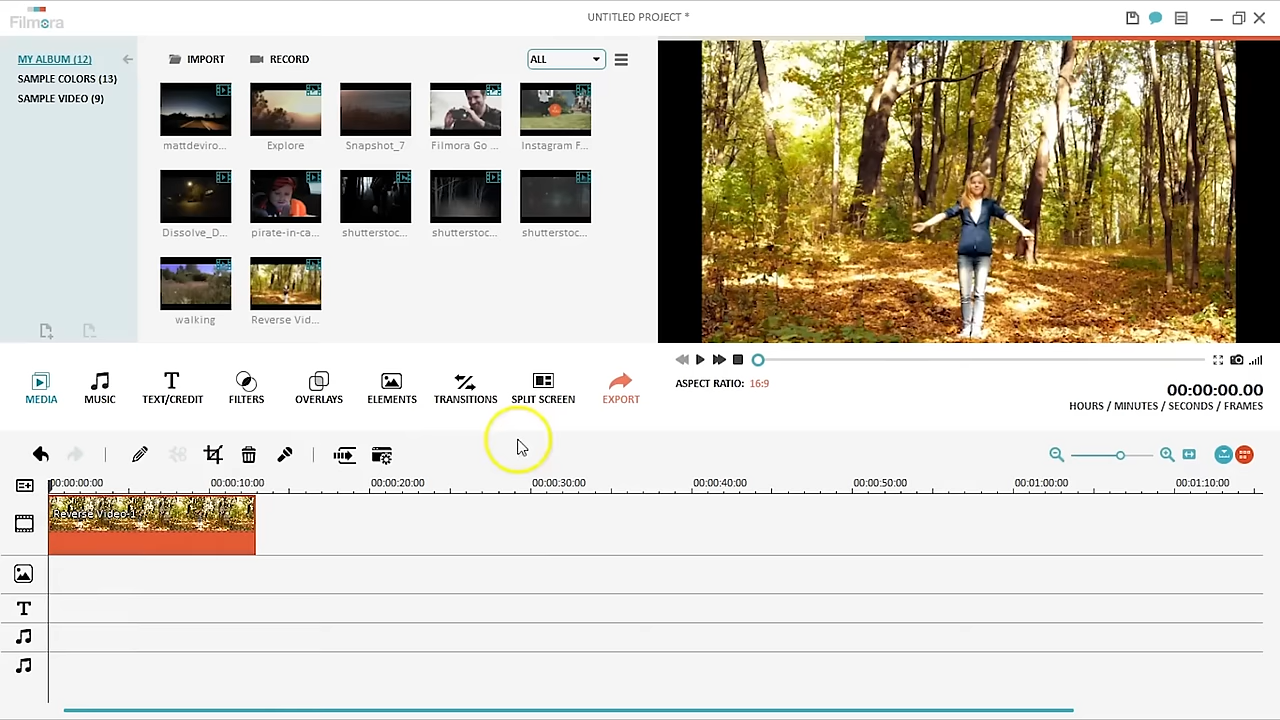 Filmora
UNTITLED PROJECT *
MY ALBUM (12)
SAMPLE COLORS (13)
SAMPLE VIDEO (9)
IMPORT
RECORD
ALL
mattdeviro...
Explore
Snapshot_7
Filmora Go ...
Instagram F...
Dissolve_D...
pirate-in-ca...
shutterstoc...
shutterstoc...
shutterstoc...
walking
Reverse Vid...
ASPECT RATIO: 16:9
00:00:00.00
HOURS / MINUTES / SECONDS / FRAMES
MEDIA
MUSIC
TEXT/CREDIT
FILTERS
OVERLAYS
ELEMENTS
TRANSITIONS
SPLIT SCREEN
EXPORT
00:00:00:00
00:00:10:00
00:00:20:00
00:00:30:00
00:00:40:00
00:00:50:00
00:01:00:00
00:01:10:00
Reverse Video 1